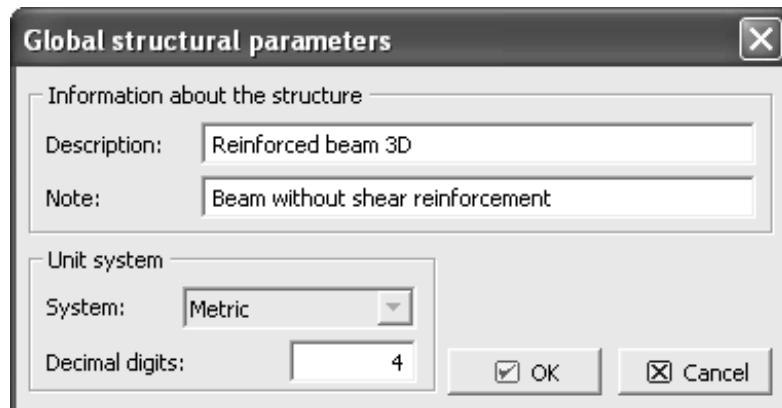 Global structural parameters
Information about the structure
Description: Reinforced beam 3D
Note: Beam without shear reinforcement
Unit system
System: Metric
Decimal digits: 4
OK Cancel